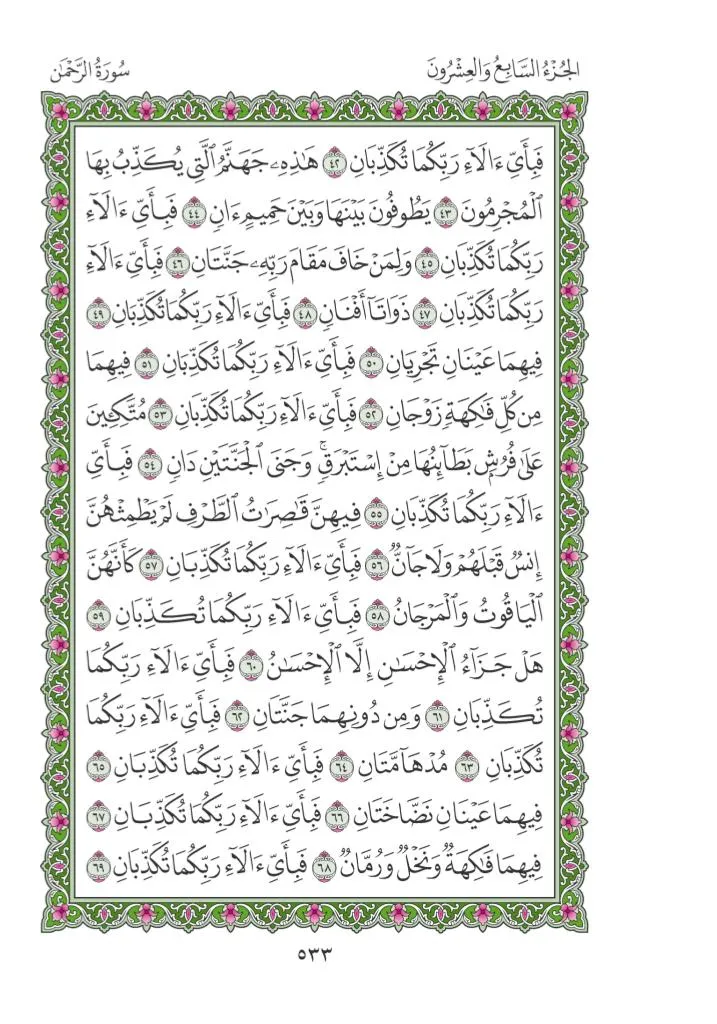 الجُزْءُ السَّابِعُ وَالعِشْرُونَ
سُورَةُ الرَّحْمَٰن
فَبِأَيِّ ءَالَآءِ رَبِّكُمَا تُكَذِّبَانِ ٤٢ هَٰذِهِۦ جَهَنَّمُ ٱلَّتِي يُكَذِّبُ بِهَا
ٱلْمُجْرِمُونَ ٤٣ يَطُوفُونَ بَيْنَهَا وَبَيْنَ حَمِيمٍ ءَانٍ ٤٤ فَبِأَيِّ ءَالَآءِ
رَبِّكُمَا تُكَذِّبَانِ ٤٥ وَلِمَنْ خَافَ مَقَامَ رَبِّهِۦ جَنَّتَانِ ٤٦ فَبِأَيِّ ءَالَآءِ
رَبِّكُمَا تُكَذِّبَانِ ٤٧ ذَوَاتَآ أَفْنَانٍ ٤٨ فَبِأَيِّ ءَالَآءِ رَبِّكُمَا تُكَذِّبَانِ ٤٩
فِيهِمَا عَيْنَانِ تَجْرِيَانِ ٥٠ فَبِأَيِّ ءَالَآءِ رَبِّكُمَا تُكَذِّبَانِ ٥١ فِيهِمَا
مِن كُلِّ فَٰكِهَةٍ زَوْجَانِ ٥٢ فَبِأَيِّ ءَالَآءِ رَبِّكُمَا تُكَذِّبَانِ ٥٣ مُتَّكِـِٔينَ
عَلَىٰ فُرُشٍۭ بَطَآئِنُهَا مِنْ إِسْتَبْرَقٍۚ وَجَنَى ٱلْجَنَّتَيْنِ دَانٍ ٥٤ فَبِأَيِّ
ءَالَآءِ رَبِّكُمَا تُكَذِّبَانِ ٥٥ فِيهِنَّ قَٰصِرَٰتُ ٱلطَّرْفِ لَمْ يَطْمِثْهُنَّ
إِنسٌ قَبْلَهُمْ وَلَا جَآنٌّ ٥٦ فَبِأَيِّ ءَالَآءِ رَبِّكُمَا تُكَذِّبَانِ ٥٧ كَأَنَّهُنَّ
ٱلْيَاقُوتُ وَٱلْمَرْجَانُ ٥٨ فَبِأَيِّ ءَالَآءِ رَبِّكُمَا تُكَذِّبَانِ ٥٩
هَلْ جَزَآءُ ٱلْإِحْسَٰنِ إِلَّا ٱلْإِحْسَٰنُ ٦٠ فَبِأَيِّ ءَالَآءِ رَبِّكُمَا
تُكَذِّبَانِ ٦١ وَمِن دُونِهِمَا جَنَّتَانِ ٦٢ فَبِأَيِّ ءَالَآءِ رَبِّكُمَا
تُكَذِّبَانِ ٦٣ مُدْهَآمَّتَانِ ٦٤ فَبِأَيِّ ءَالَآءِ رَبِّكُمَا تُكَذِّبَانِ ٦٥
فِيهِمَا عَيْنَانِ نَضَّاخَتَانِ ٦٦ فَبِأَيِّ ءَالَآءِ رَبِّكُمَا تُكَذِّبَانِ ٦٧
فِيهِمَا فَٰكِهَةٌ وَنَخْلٌ وَرُمَّانٌ ٦٨ فَبِأَيِّ ءَالَآءِ رَبِّكُمَا تُكَذِّبَانِ ٦٩
٥٣٣